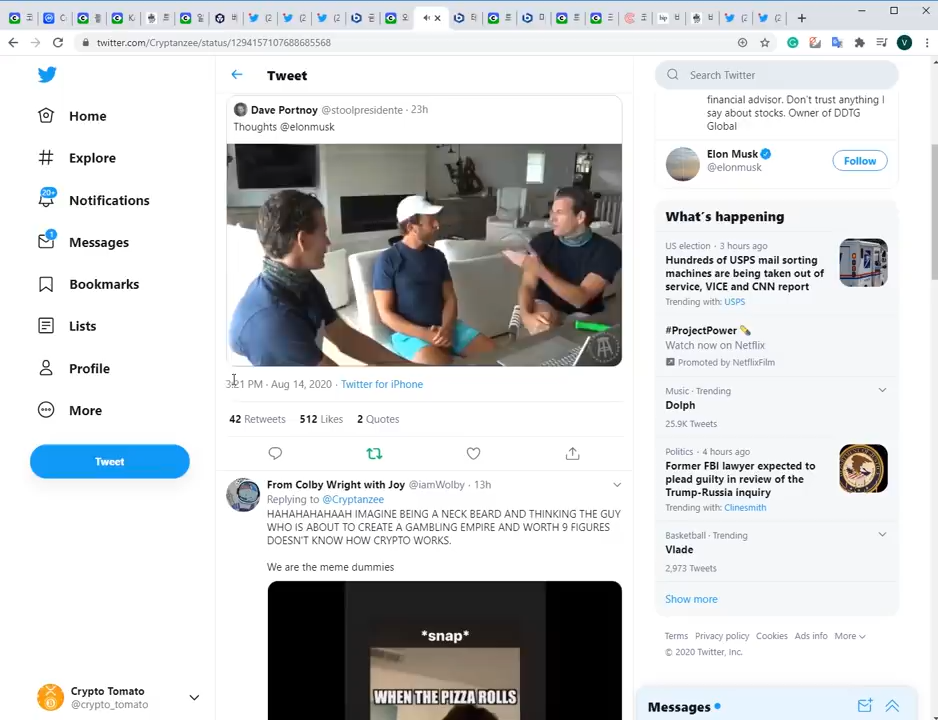 twitter.com/Cryptanzee/status/1294157107688685568
V
Home
Explore
20+
Notifications
1
Messages
Bookmarks
Lists
Profile
More
Tweet
Crypto Tomato
@crypto_tomato
Tweet
Dave Portnoy @stoolpresidente · 23h
Thoughts @elonmusk
3:21 PM · Aug 14, 2020 · Twitter for iPhone
42 Retweets 512 Likes 2 Quotes
From Colby Wright with Joy @iamWolby · 13h
Replying to @Cryptanzee
HAHAHAHAHAAH IMAGINE BEING A NECK BEARD AND THINKING THE GUY
WHO IS ABOUT TO CREATE A GAMBLING EMPIRE AND WORTH 9 FIGURES
DOESN'T KNOW HOW CRYPTO WORKS.
We are the meme dummies
*snap*
WHEN THE PIZZA ROLLS
Search Twitter
financial advisor. Don't trust anything I
say about stocks. Owner of DDTG
Global
Elon Musk
@elonmusk
Follow
What's happening
US election · 3 hours ago
Hundreds of USPS mail sorting
machines are being taken out of
service, VICE and CNN report
Trending with: USPS
#ProjectPower
Watch now on Netflix
Promoted by NetflixFilm
Music · Trending
Dolph
25.9K Tweets
Politics · 4 hours ago
Former FBI lawyer expected to
plead guilty in review of the
Trump-Russia inquiry
Trending with: Clinesmith
Basketball · Trending
Vlade
2,973 Tweets
Show more
Terms Privacy policy Cookies Ads info More
© 2020 Twitter, Inc.
Messages